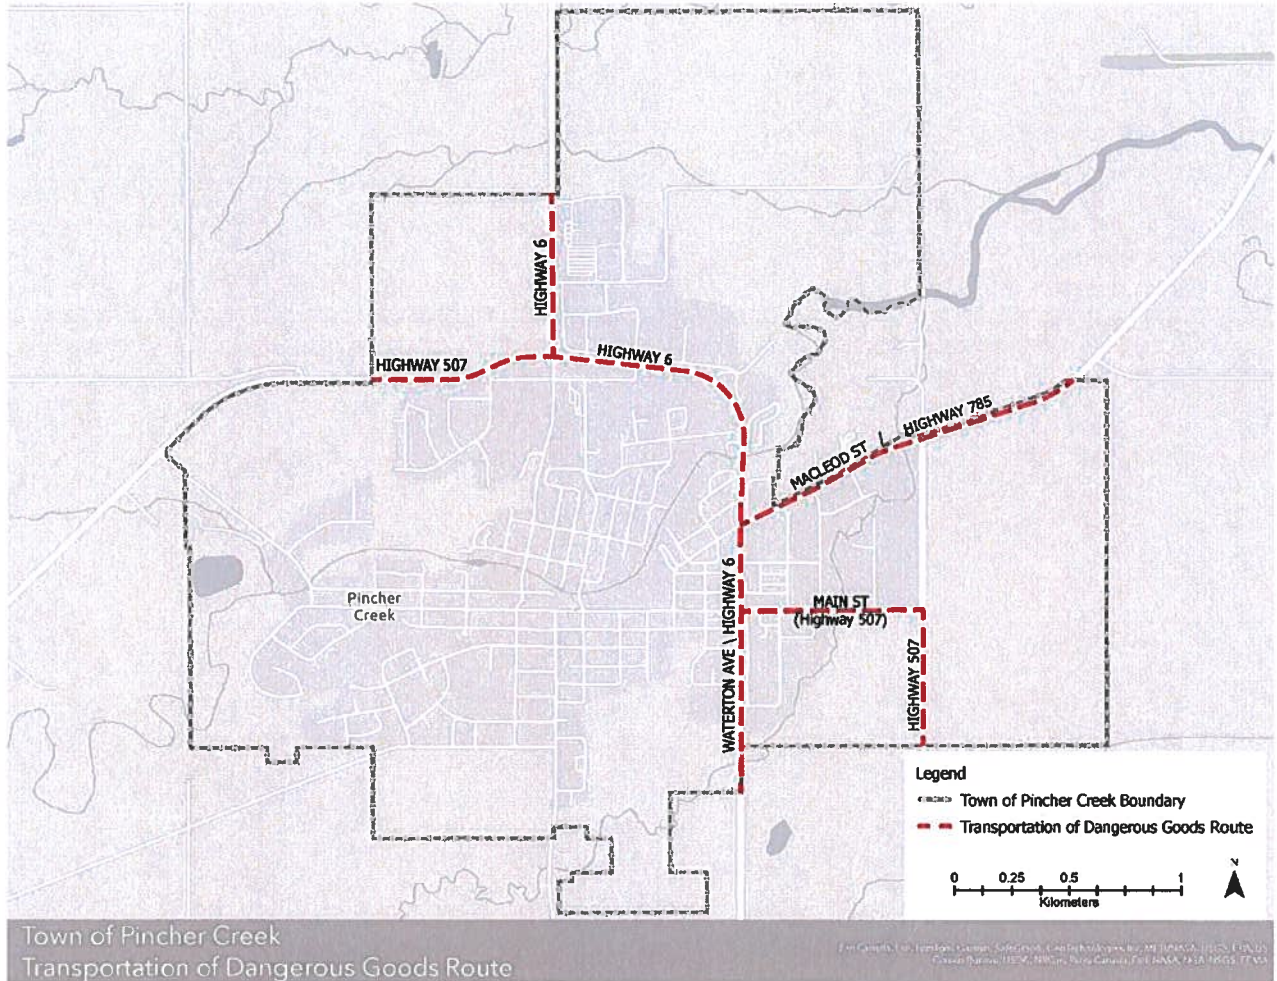 HIGHWAY 6
HIGHWAY 507
HIGHWAY 6
MACLEOD ST \ HIGHWAY 785
WATERTON AVE \ HIGHWAY 6
Pincher
Creek
MAIN ST
(Highway 507)
HIGHWAY 507
Legend
Town of Pincher Creek Boundary
Transportation of Dangerous Goods Route
0 0.25 0.5 1
Kilometers
N
Town of Pincher Creek
Transportation of Dangerous Goods Route